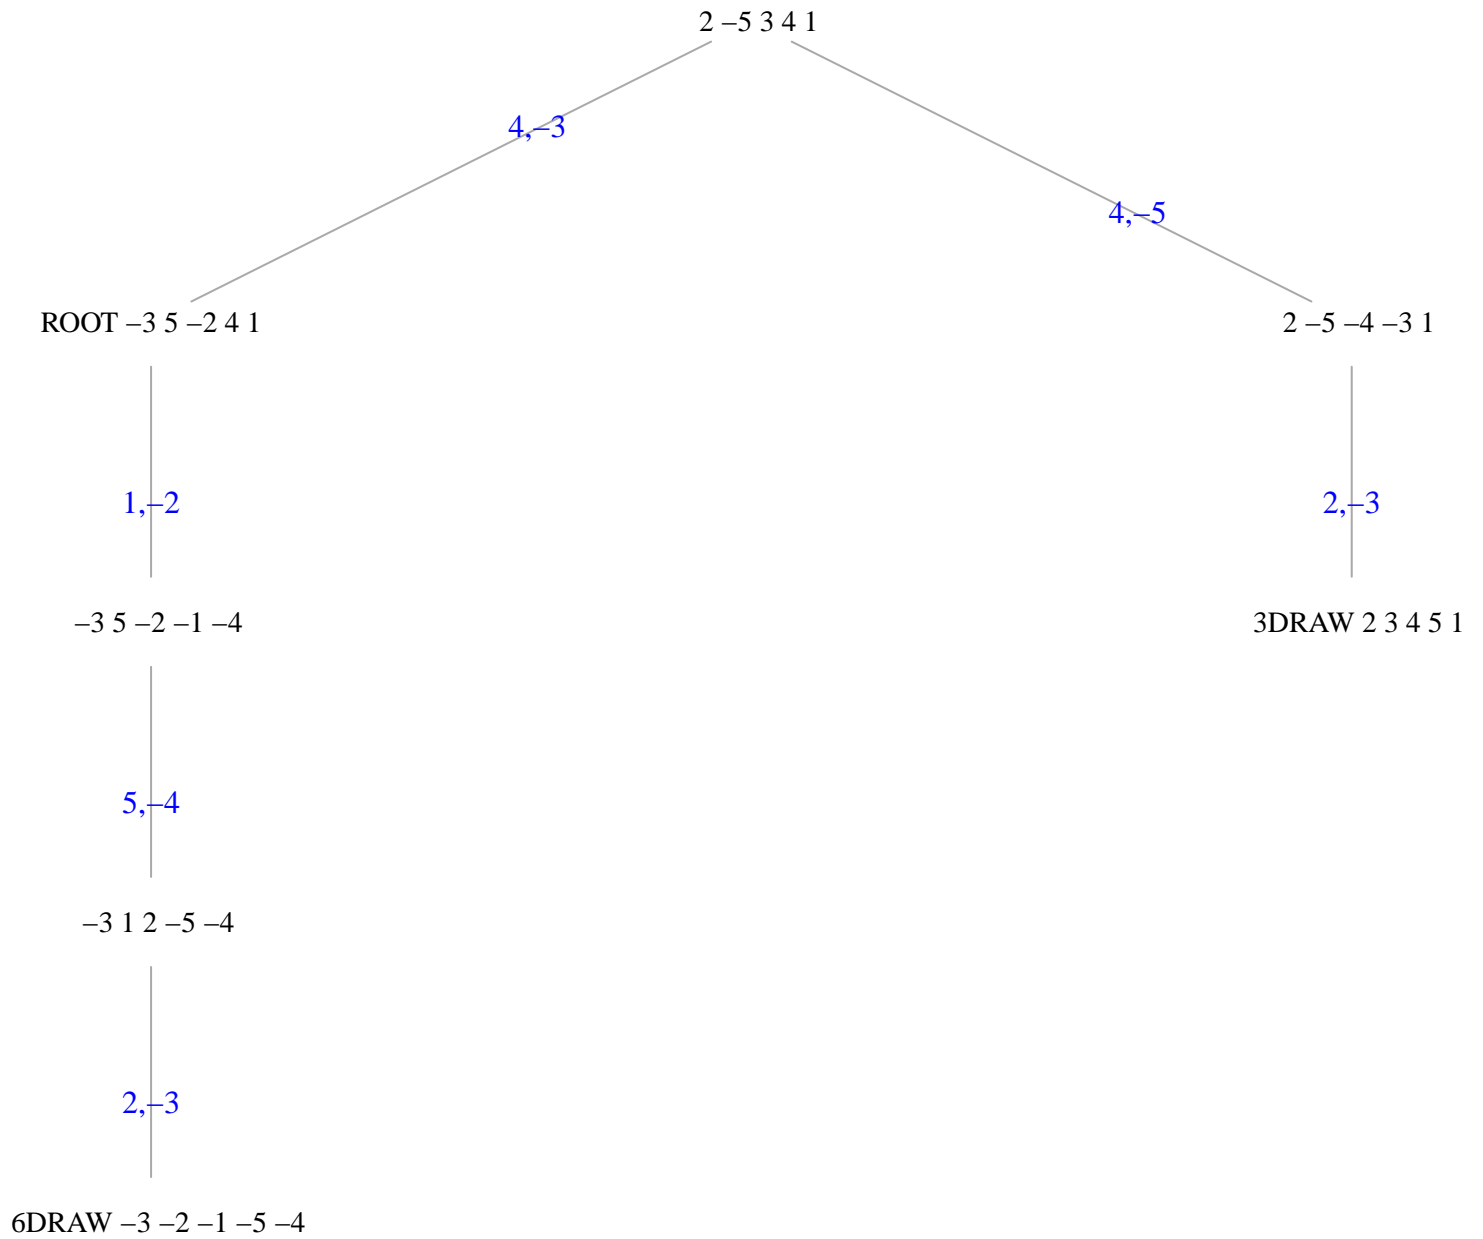 2 –5 3 4 1
4,–3
4,–5
ROOT –3 5 –2 4 1
2 –5 –4 –3 1
1,–2
2,–3
–3 5 –2 –1 –4
3DRAW 2 3 4 5 1
5,–4
–3 1 2 –5 –4
2,–3
6DRAW –3 –2 –1 –5 –4